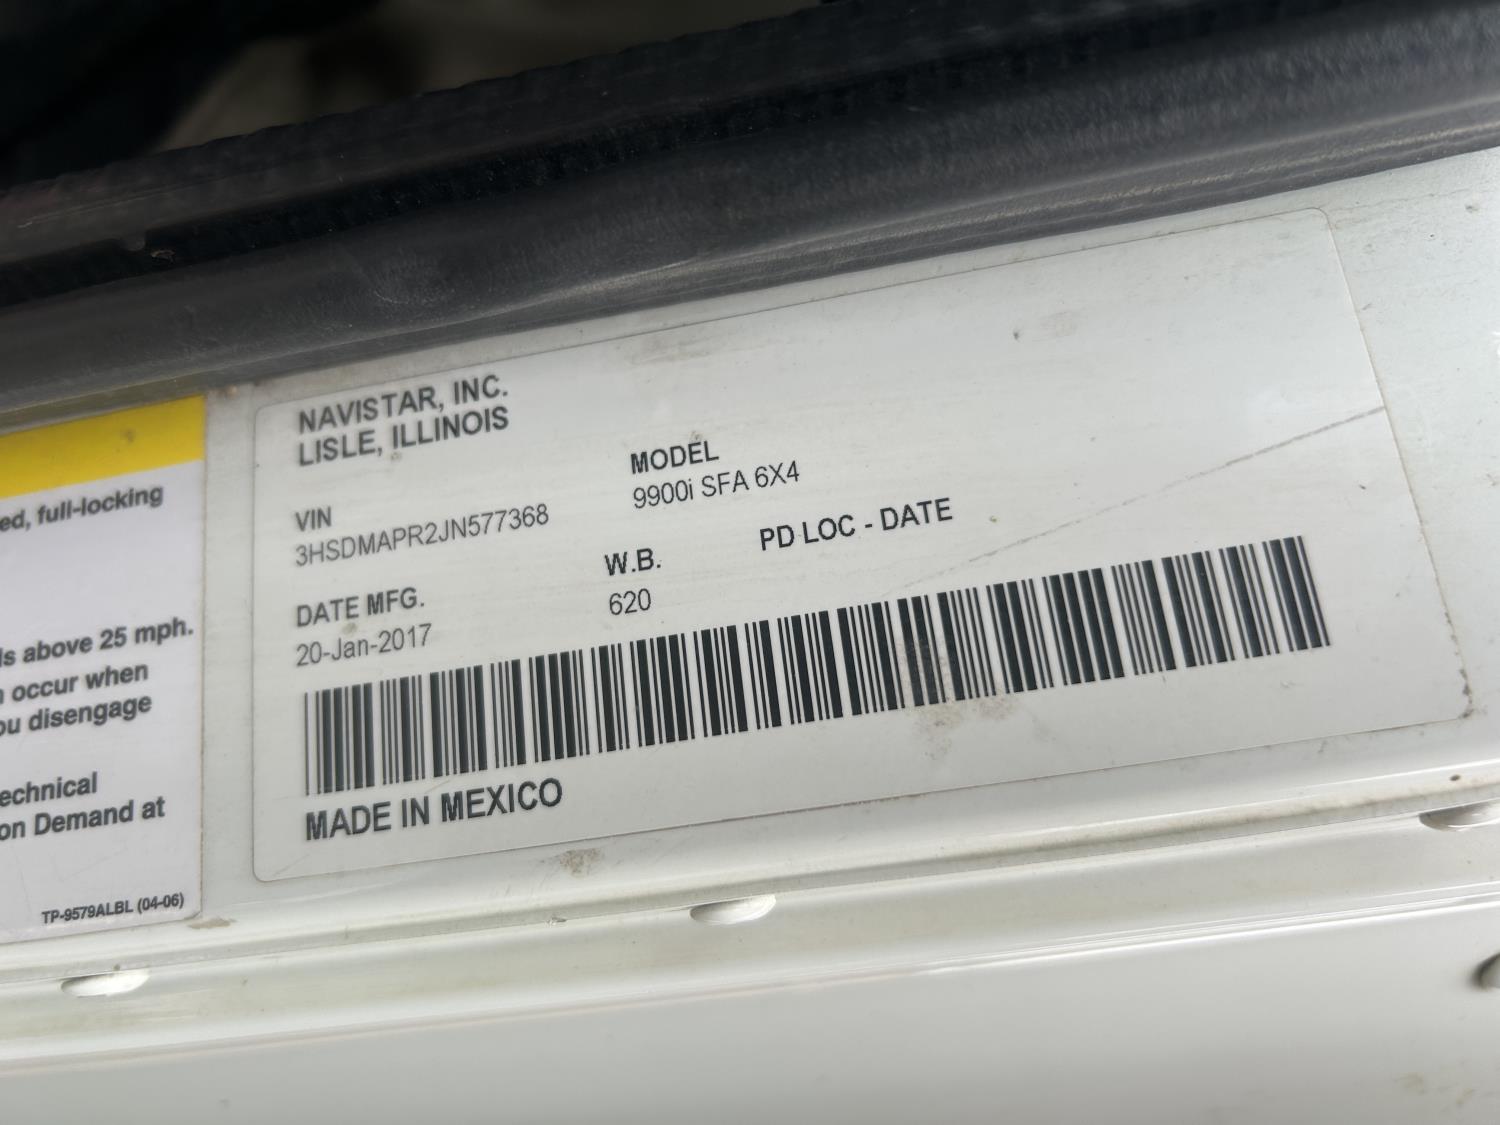 ed, full-locking
ls above 25 mph.
occur when
ou disengage
echnical
on Demand at
TP-9579ALBL (04-06)
NAVISTAR, INC.
LISLE, ILLINOIS
VIN
3HSDMAPR2JN577368
MODEL
9900i SFA 6X4
DATE MFG.
20-Jan-2017
W.B.
620
PD LOC - DATE
MADE IN MEXICO